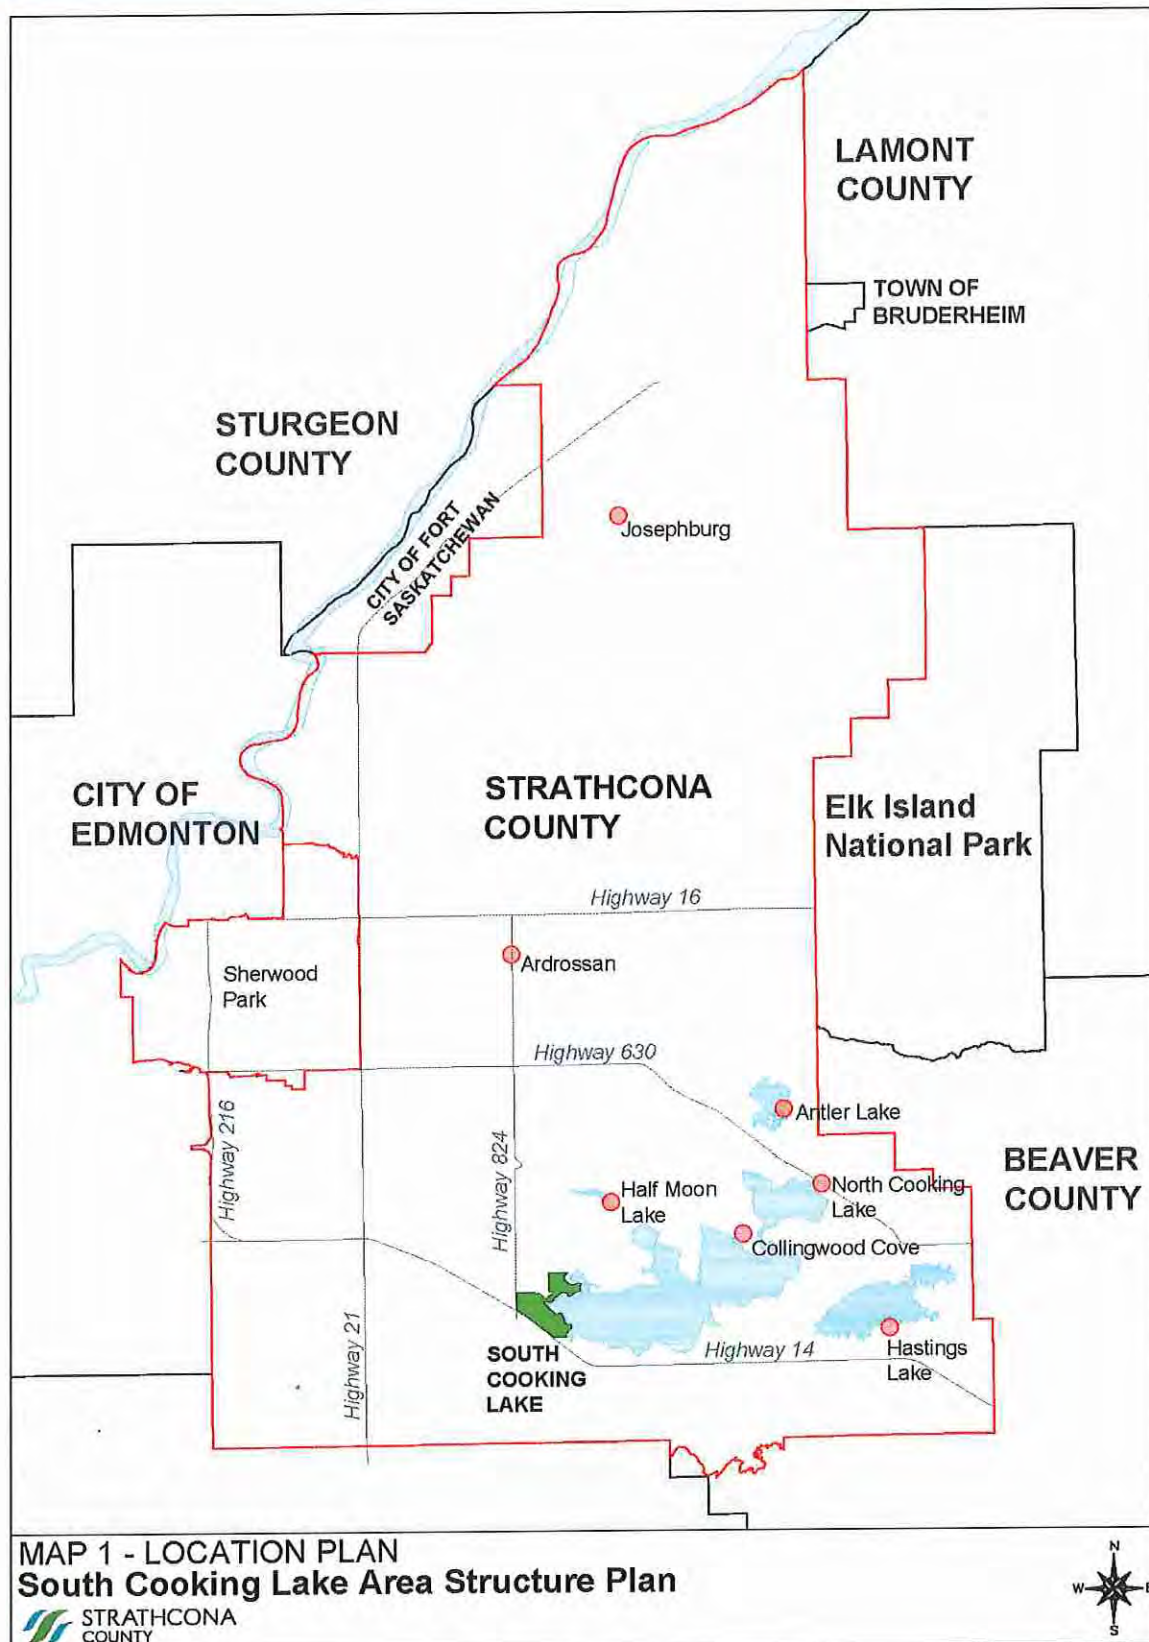 LAMONT
COUNTY
TOWN OF
BRUDERHEIM
STURGEON
COUNTY
CITY OF FORT
SASKATCHEWAN
Josephburg
CITY OF
EDMONTON
STRATHCONA
COUNTY
Elk Island
National Park
Highway 16
Ardrossan
Sherwood
Park
Highway 630
Antler Lake
Highway 216
Highway 824
BEAVER
COUNTY
Half Moon
Lake
North Cooking
Lake
Collingwood Cove
Highway 21
SOUTH
COOKING
LAKE
Highway 14
Hastings
Lake
MAP 1 - LOCATION PLAN
South Cooking Lake Area Structure Plan
STRATHCONA
COUNTY
N
W
E
S